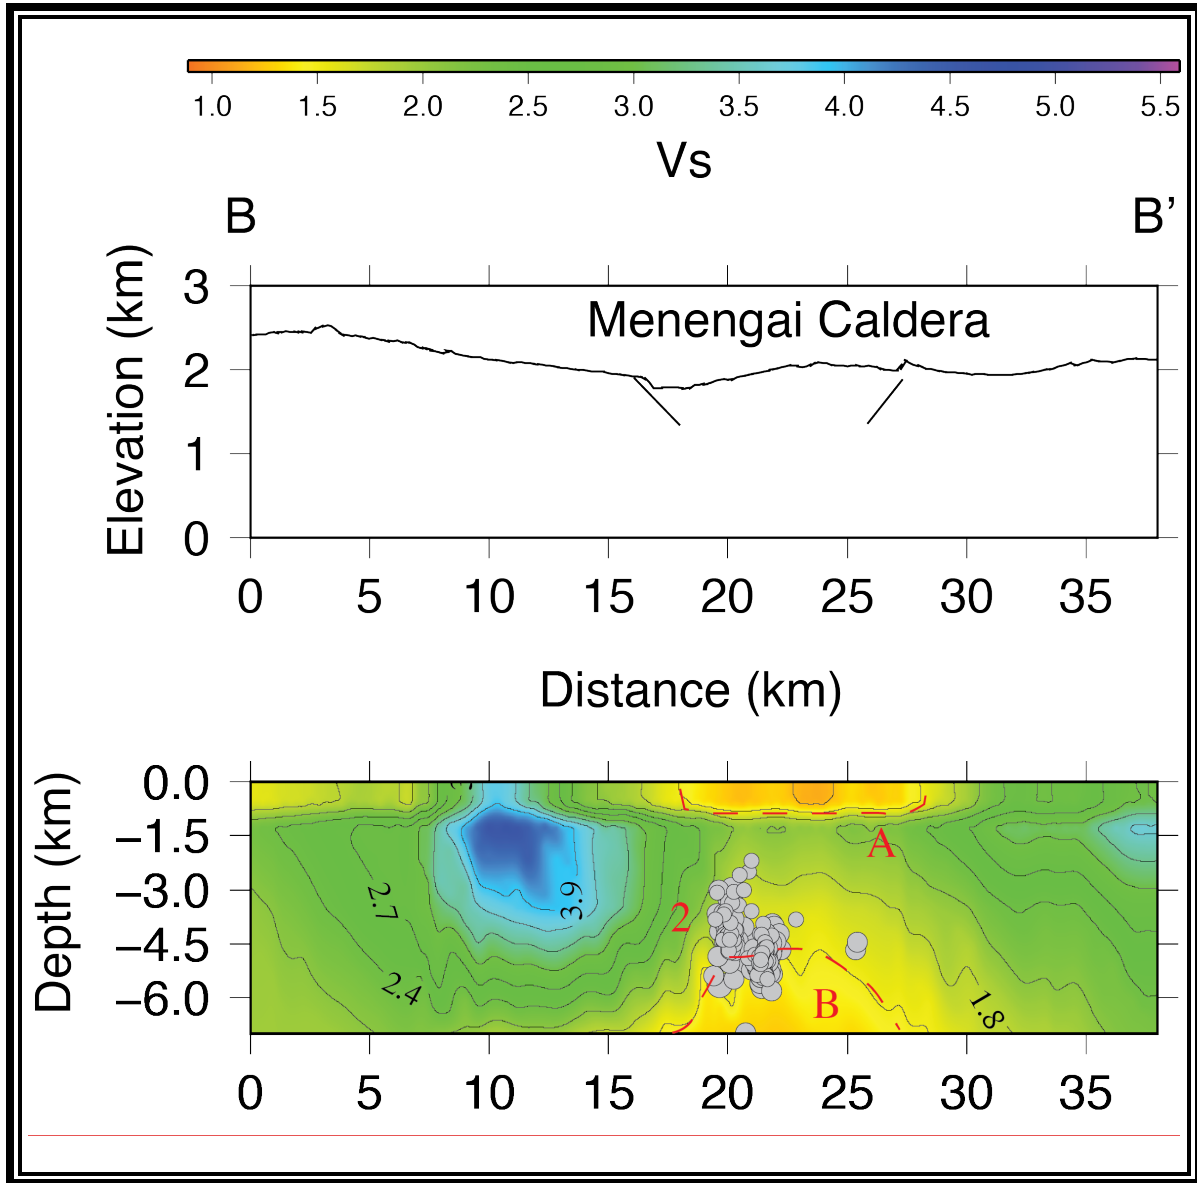 1.0 1.5 2.0 2.5 3.0 3.5 4.0 4.5 5.0 5.5
Vs
B B’
Elevation (km)
3
Menengai Caldera
2
1
0
0 5 10 15 20 25 30 35
Distance (km)
Depth (km)
0.0
−1.5
A
−3.0
2.7
3.9
2
−4.5
2.4
−6.0
B
1.8
0 5 10 15 20 25 30 35